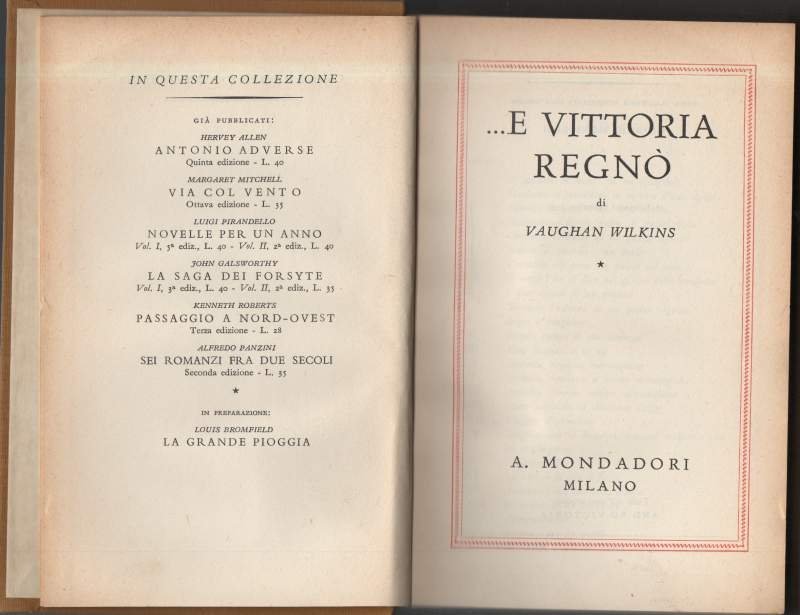 IN QUESTA COLLEZIONE
GIÀ PUBBLICATI:
HERVEY ALLEN
ANTONIO ADVERSE
Quinta edizione - L. 40
MARGARET MITCHELL
VIA COL VENTO
Ottava edizione - L. 35
LUIGI PIRANDELLO
NOVELLE PER UN ANNO
Vol. I, 5ª ediz., L. 40 - Vol. II, 2ª ediz., L. 40
JOHN GALSWORTHY
LA SAGA DEI FORSYTE
Vol. I, 3ª ediz., L. 40 - Vol. II, 2ª ediz., L. 35
KENNETH ROBERTS
PASSAGGIO A NORD-OVEST
Terza edizione - L. 28
ALFREDO PANZINI
SEI ROMANZI FRA DUE SECOLI
Seconda edizione - L. 35
*
IN PREPARAZIONE:
LOUIS BROMFIELD
LA GRANDE PIOGGIA
...E VITTORIA
REGNÒ
di
VAUGHAN WILKINS
*
A. MONDADORI
MILANO